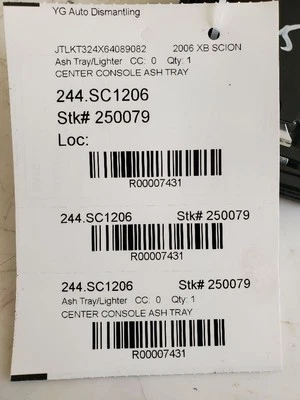 YG Auto Dismantling
JTLKT324X64089082 2006 XB SCION
Ash Tray/Lighter CC: 0 Qty: 1
CENTER CONSOLE ASH TRAY
244.SC1206
Stk# 250079
Loc:
R00007431
244.SC1206 Stk# 250079
R00007431
244.SC1206 Stk# 250079
Ash Tray/Lighter CC: 0 Qty: 1
CENTER CONSOLE ASH TRAY
R00007431